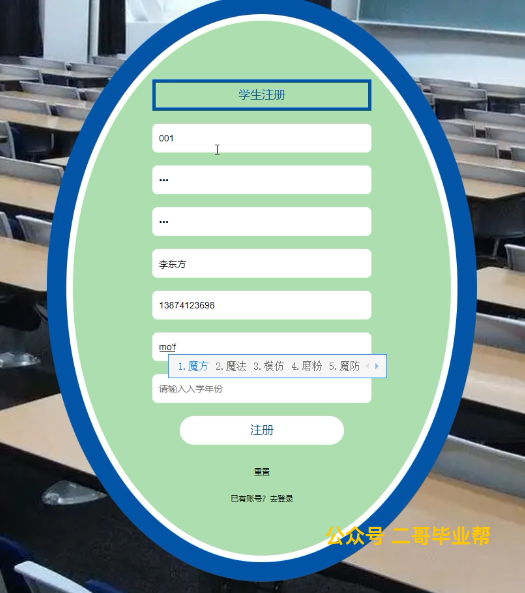 学生注册
001
•••
•••
李东方
13874123698
mo'f
1.魔方 2.魔法 3.模仿 4.磨粉 5.魔防
请输入入学年份
注册
重置
已有账号？去登录
公众号 二哥毕业帮